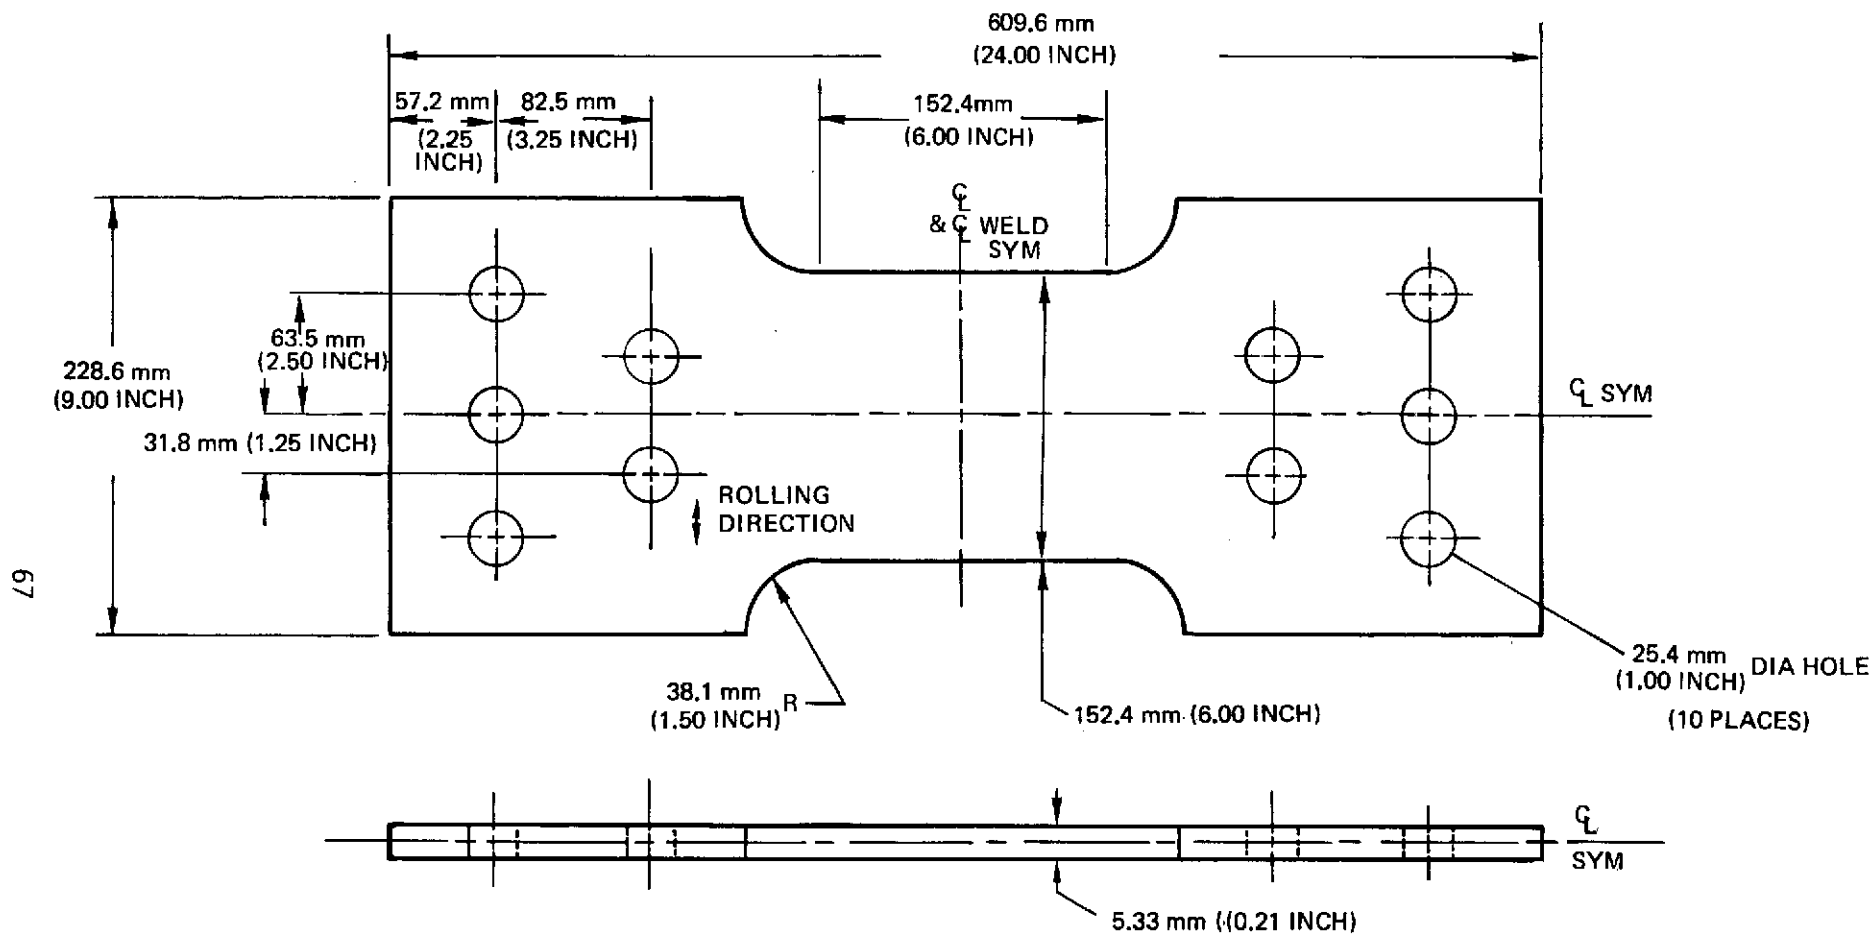 609.6 mm
(24.00 INCH)
57.2 mm
(2.25
INCH)
82.5 mm
(3.25 INCH)
152.4mm
(6.00 INCH)
℄
& ℄ WELD
SYM
63.5 mm
(2.50 INCH)
228.6 mm
(9.00 INCH)
℄ SYM
31.8 mm (1.25 INCH)
ROLLING
DIRECTION
67
38.1 mm
(1.50 INCH) R
152.4 mm (6.00 INCH)
25.4 mm
(1.00 INCH) DIA HOLE
(10 PLACES)
℄
SYM
5.33 mm ((0.21 INCH)